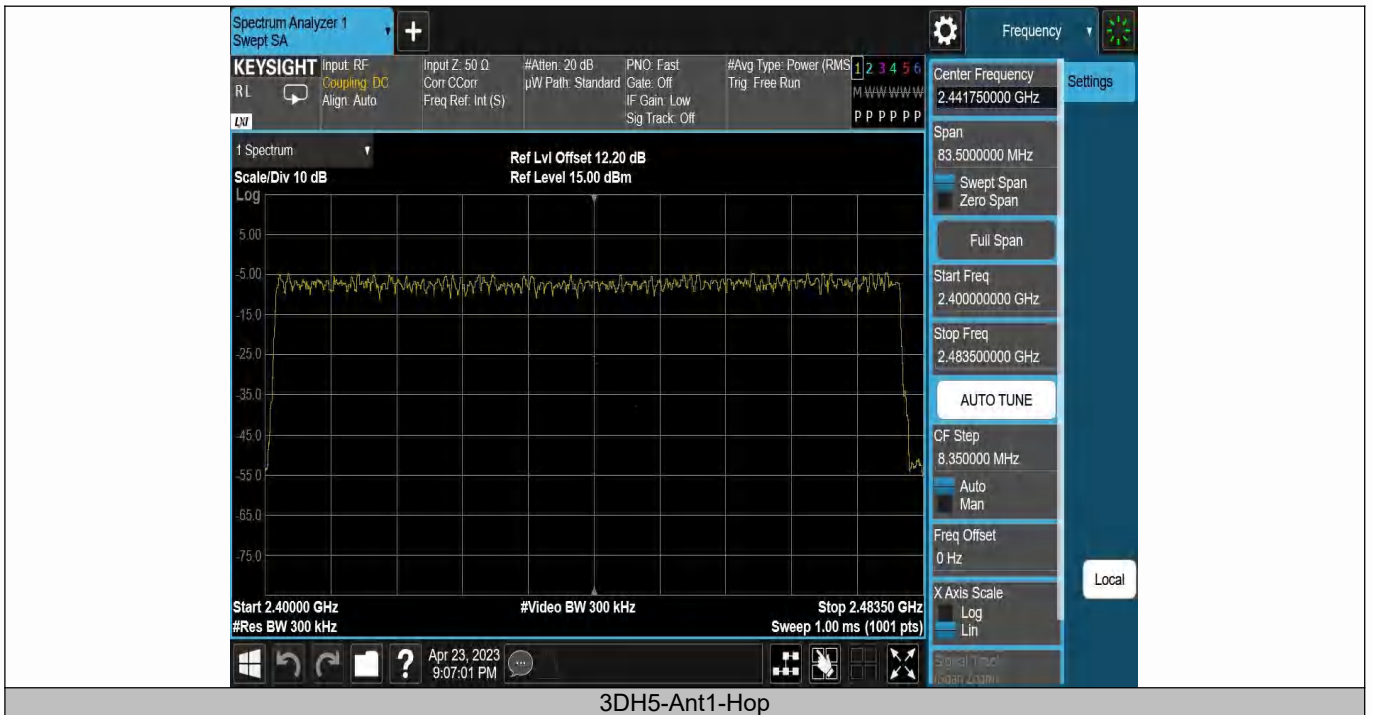 Spectrum Analyzer 1
Swept SA
Frequency
KEYSIGHT
RL
LXI
Input: RF
Coupling: DC
Align: Auto
Input Z: 50 Ω
Corr CCorr
Freq Ref: Int (S)
#Atten: 20 dB
µW Path: Standard
PNO: Fast
Gate: Off
IF Gain: Low
Sig Track: Off
#Avg Type: Power (RMS
Trig: Free Run
1 2 3 4 5 6
M W W W W W
P P P P P P
1 Spectrum
Scale/Div 10 dB
Ref Lvl Offset 12.20 dB
Ref Level 15.00 dBm
Log
5.00
-5.00
-15.0
-25.0
-35.0
-45.0
-55.0
-65.0
-75.0
Start 2.40000 GHz
#Video BW 300 kHz
Stop 2.48350 GHz
#Res BW 300 kHz
Sweep 1.00 ms (1001 pts)
Apr 23, 2023
9:07:01 PM
Center Frequency
2.441750000 GHz
Settings
Span
83.5000000 MHz
Swept Span
Zero Span
Full Span
Start Freq
2.400000000 GHz
Stop Freq
2.483500000 GHz
AUTO TUNE
CF Step
8.350000 MHz
Auto
Man
Freq Offset
0 Hz
X Axis Scale
Log
Lin
Local
Signal Track
(Span Zoom)
3DH5-Ant1-Hop